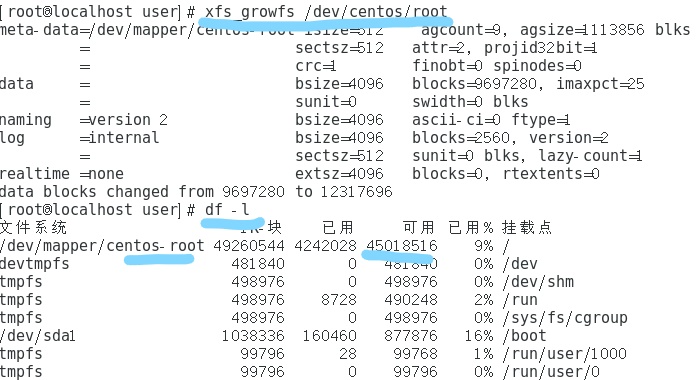 [root@localhost user]# xfs_growfs /dev/centos/root
meta-data=/dev/mapper/centos-root isize=512 agcount=9, agsize=1113856 blks
= sectsz=512 attr=2, projid32bit=1
= crc=1 finobt=0 spinodes=0
data = bsize=4096 blocks=9697280, imaxpct=25
= sunit=0 swidth=0 blks
naming =version 2 bsize=4096 ascii-ci=0 ftype=1
log =internal bsize=4096 blocks=2560, version=2
= sectsz=512 sunit=0 blks, lazy-count=1
realtime =none extsz=4096 blocks=0, rtextents=0
data blocks changed from 9697280 to 12317696
[root@localhost user]# df -l
文件系统 1K-块 已用 可用 已用% 挂载点
/dev/mapper/centos-root 49260544 4242028 45018516 9% /
devtmpfs 481840 0 481840 0% /dev
tmpfs 498976 0 498976 0% /dev/shm
tmpfs 498976 8728 490248 2% /run
tmpfs 498976 0 498976 0% /sys/fs/cgroup
/dev/sda1 1038336 160460 877876 16% /boot
tmpfs 99796 28 99768 1% /run/user/1000
tmpfs 99796 0 99796 0% /run/user/0